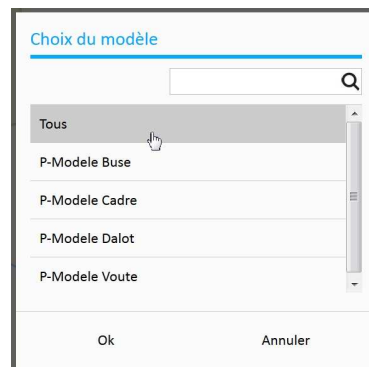 Choix du modèle
Tous
P-Modele Buse
P-Modele Cadre
P-Modele Dalot
P-Modele Voute
Ok Annuler